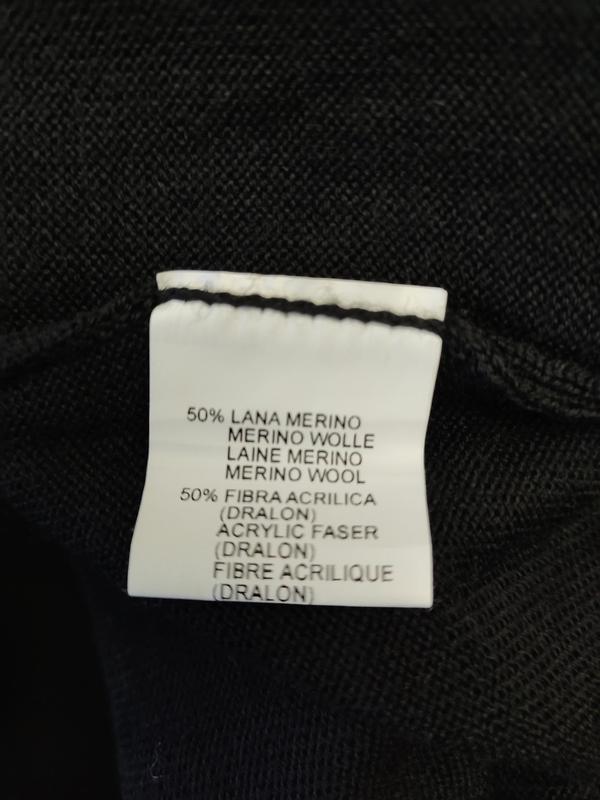 50% LANA MERINO
MERINO WOLLE
LAINE MERINO
MERINO WOOL
50% FIBRA ACRILICA
(DRALON)
ACRYLIC FASER
(DRALON)
FIBRE ACRILIQUE
(DRALON)